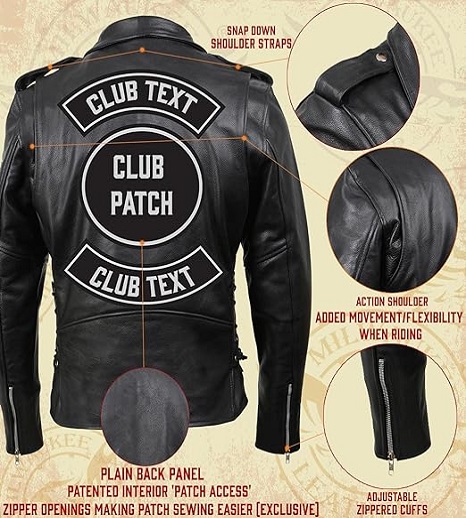 SNAP DOWN
SHOULDER STRAPS
CLUB TEXT
CLUB
PATCH
CLUB TEXT
ACTION SHOULDER
ADDED MOVEMENT/FLEXIBILITY
WHEN RIDING
PLAIN BACK PANEL
PATENTED INTERIOR 'PATCH ACCESS'
ZIPPER OPENINGS MAKING PATCH SEWING EASIER [EXCLUSIVE]
ADJUSTABLE
ZIPPERED CUFFS